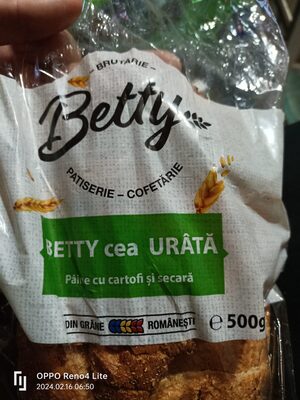 - BRUTĂRIE -
Betty
PATISERIE – COFETĂRIE
BETTY cea URÂTĂ
Pâine cu cartofi și secară
DIN GRÂNE ROMÂNEȘTI
℮ 500g
OPPO Reno4 Lite
2024.02.16 06:50